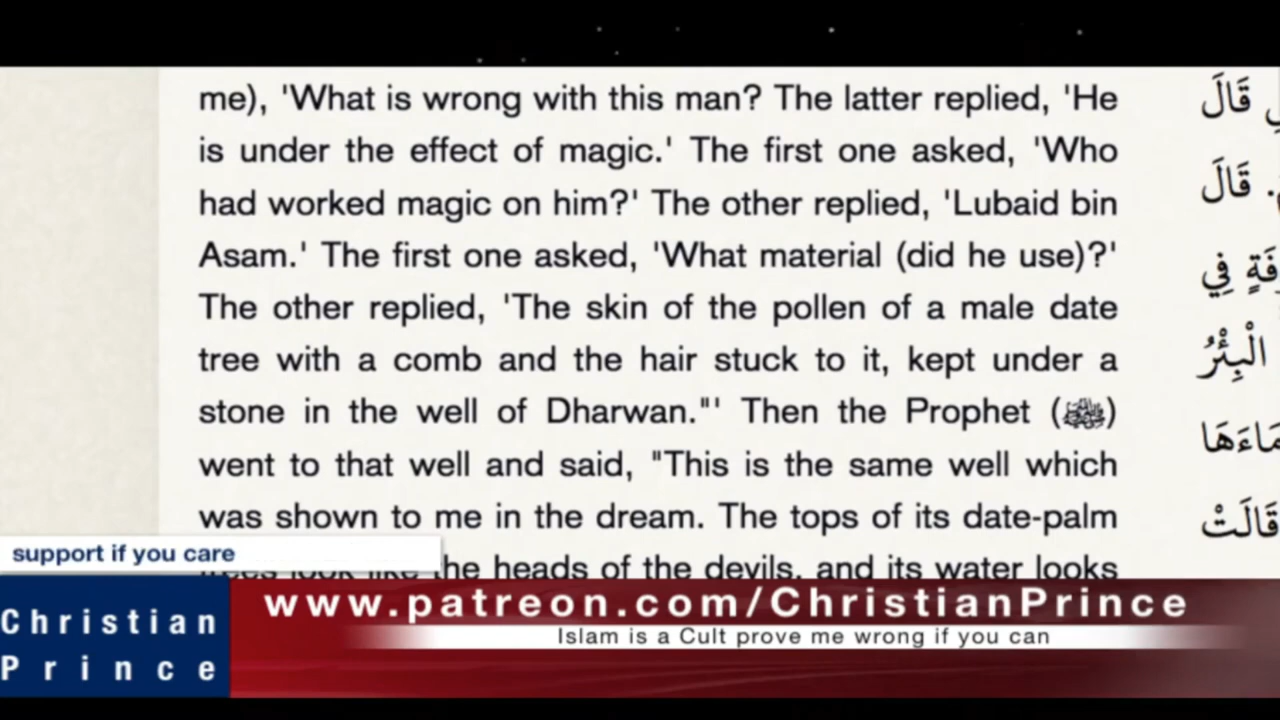 me), 'What is wrong with this man? The latter replied, 'He
is under the effect of magic.' The first one asked, 'Who
had worked magic on him?' The other replied, 'Lubaid bin
Asam.' The first one asked, 'What material (did he use)?'
The other replied, 'The skin of the pollen of a male date
tree with a comb and the hair stuck to it, kept under a
stone in the well of Dharwan."' Then the Prophet (ﷺ)
went to that well and said, "This is the same well which
was shown to me in the dream. The tops of its date-palm
trees look like the heads of the devils, and its water looks
قَالَ
قَالَ
فِي
الْبِئْرُ
مَاءَهَا
قَالَتْ
support if you care
Christian
Prince
www.patreon.com/ChristianPrince
Islam is a Cult prove me wrong if you can